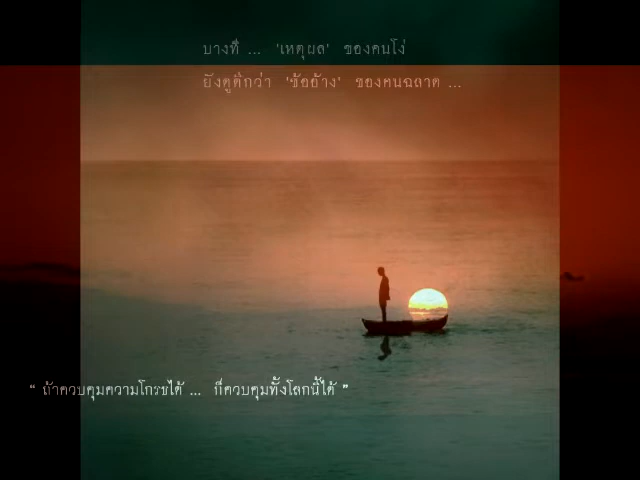 บางที ... 'เหตุผล' ของคนโง่
ยังดูดีกว่า 'ข้ออ้าง' ของคนฉลาด ...
“ ถ้าควบคุมความโกรธได้ ... ก็ควบคุมทั้งโลกนี้ได้ ”